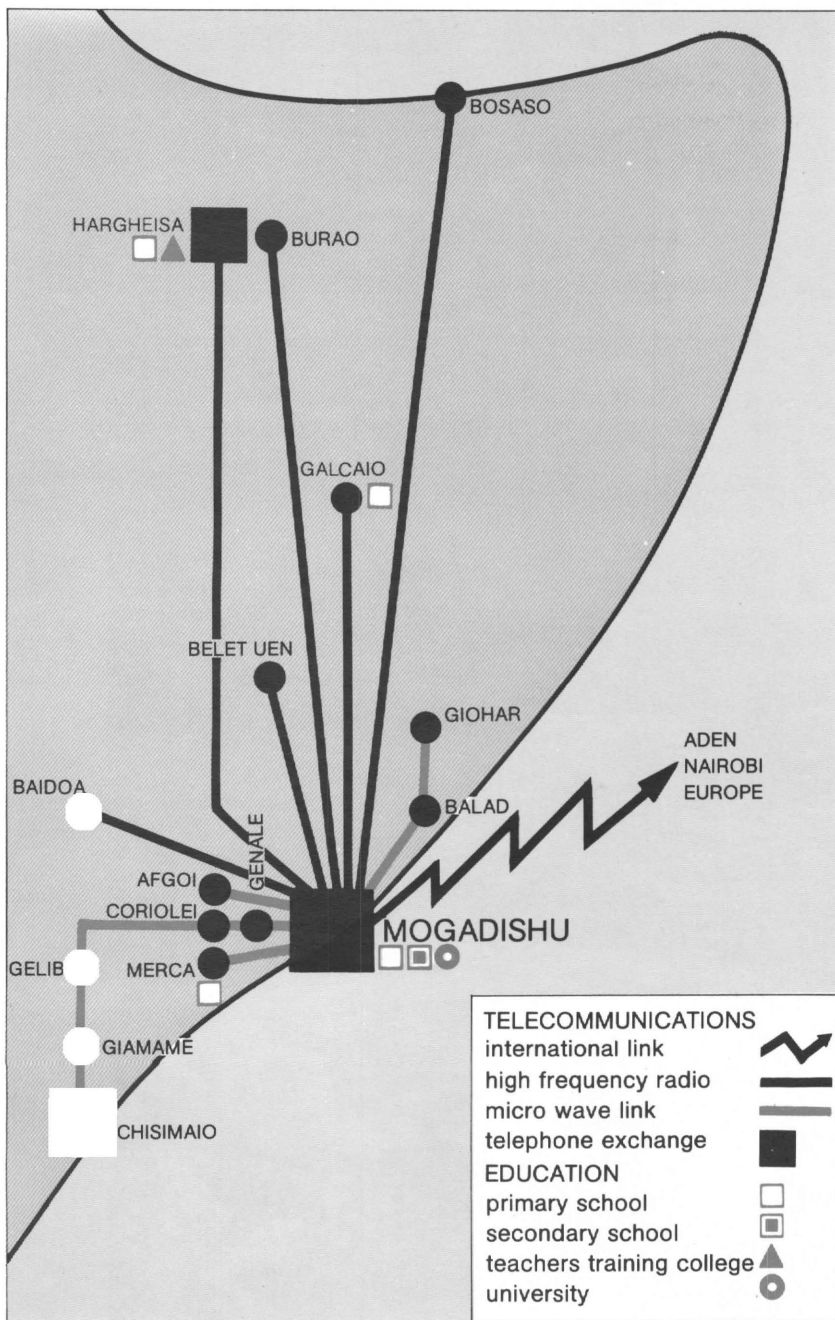 BOSASO
HARGHEISA
BURAO
GALCAIO
BELET UEN
GIOHAR
ADEN
NAIROBI
EUROPE
BAIDOA
BALAD
GENALE
AFGOI
CORIOLEI
MOGADISHU
GELIB
MERCA
GIAMAME
CHISIMAIO
TELECOMMUNICATIONS
international link
high frequency radio
micro wave link
telephone exchange
EDUCATION
primary school
secondary school
teachers training college
university